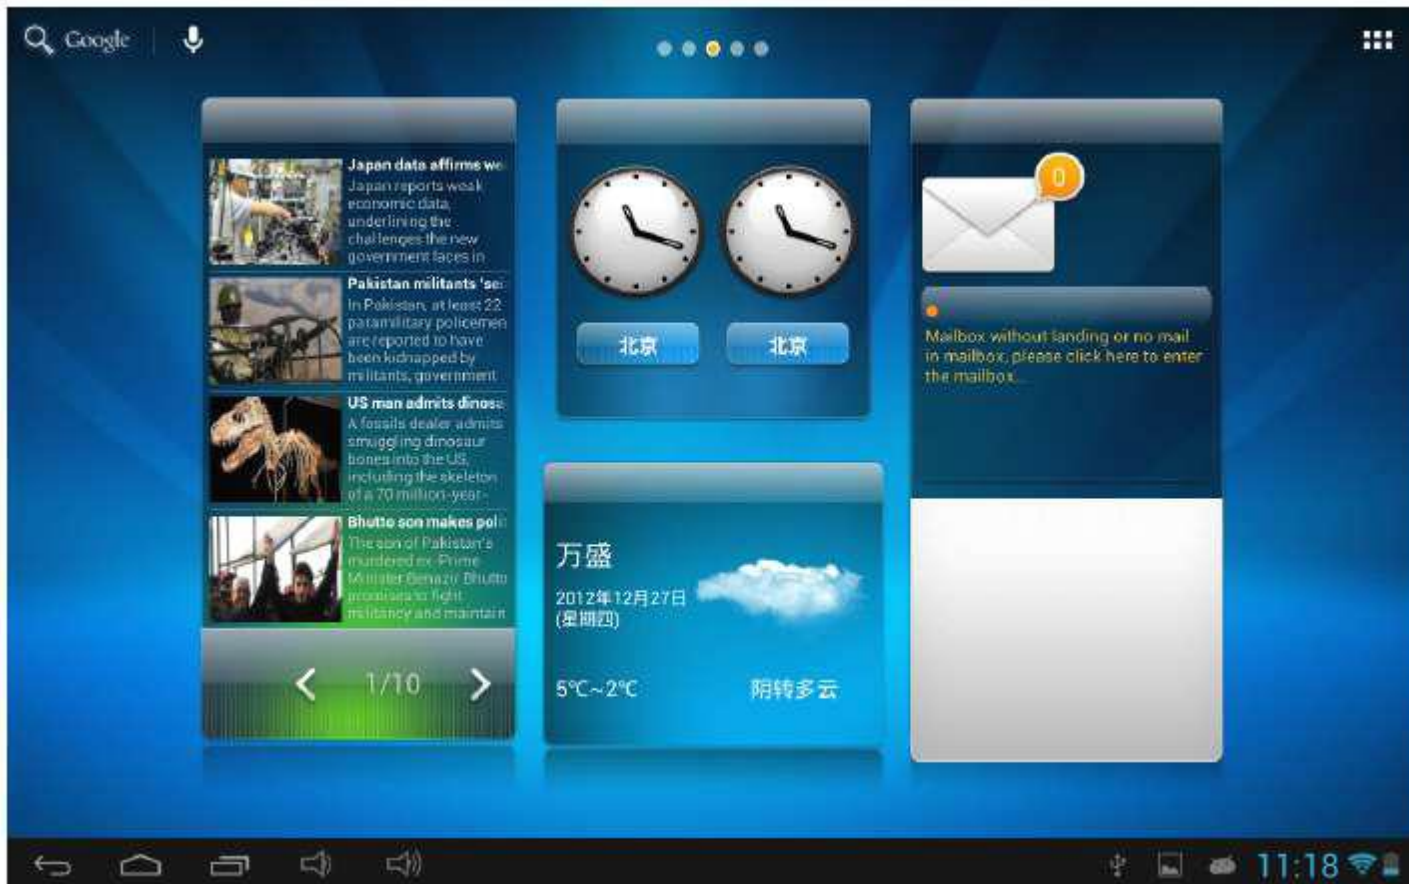 Google
Japan data affirms we
Japan reports weak
economic data,
underlining the
challenges the new
government faces in
Pakistan militants 'sei
In Pakistan, at least 22
paramilitary policemen
are reported to have
been kidnapped by
militants, government
US man admits dinosa
A fossils dealer admits
smuggling dinosaur
bones into the US,
including the skeleton
of a 70 million-year-
Bhutto son makes polit
The son of Pakistan's
murdered ex-Prime
Minister Benazir Bhutto
promises to fight
militancy and maintain
1/10
北京
北京
万盛
2012年12月27日
(星期四)
5℃~2℃
阴转多云
0
Mailbox without landing or no mail
in mailbox, please click here to enter
the mailbox...
11:18